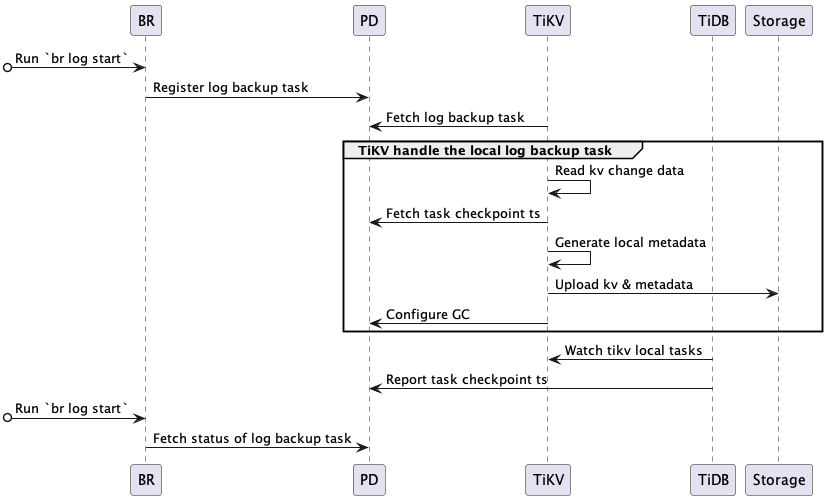 BR PD TiKV TiDB Storage
Run `br log start`
Register log backup task
Fetch log backup task
TiKV handle the local log backup task
Read kv change data
Fetch task checkpoint ts
Generate local metadata
Upload kv & metadata
Configure GC
Watch tikv local tasks
Report task checkpoint ts
Run `br log start`
Fetch status of log backup task
BR PD TiKV TiDB Storage